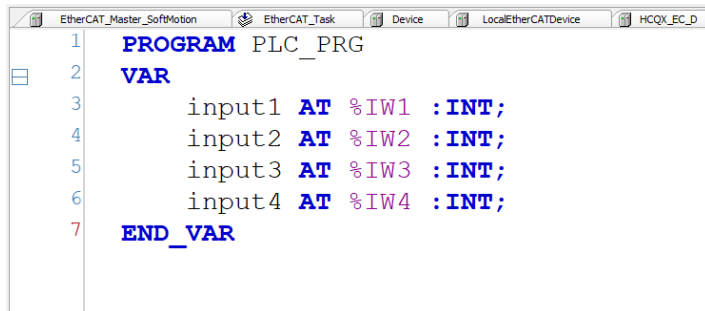 EtherCAT_Master_SoftMotion EtherCAT_Task Device LocalEtherCATDevice HCQX_EC_D
1 PROGRAM PLC_PRG
2 VAR
3 input1 AT %IW1 :INT;
4 input2 AT %IW2 :INT;
5 input3 AT %IW3 :INT;
6 input4 AT %IW4 :INT;
7 END_VAR